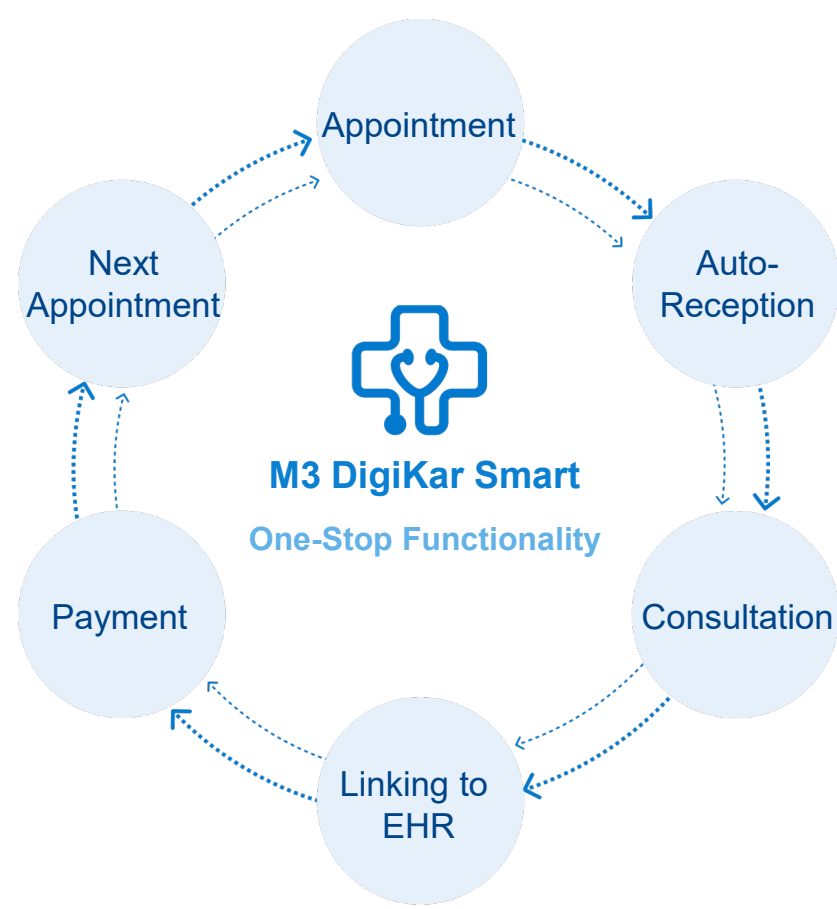 Appointment
Auto-
Reception
Consultation
Linking to
EHR
Payment
Next
Appointment
M3 DigiKar Smart
One-Stop Functionality